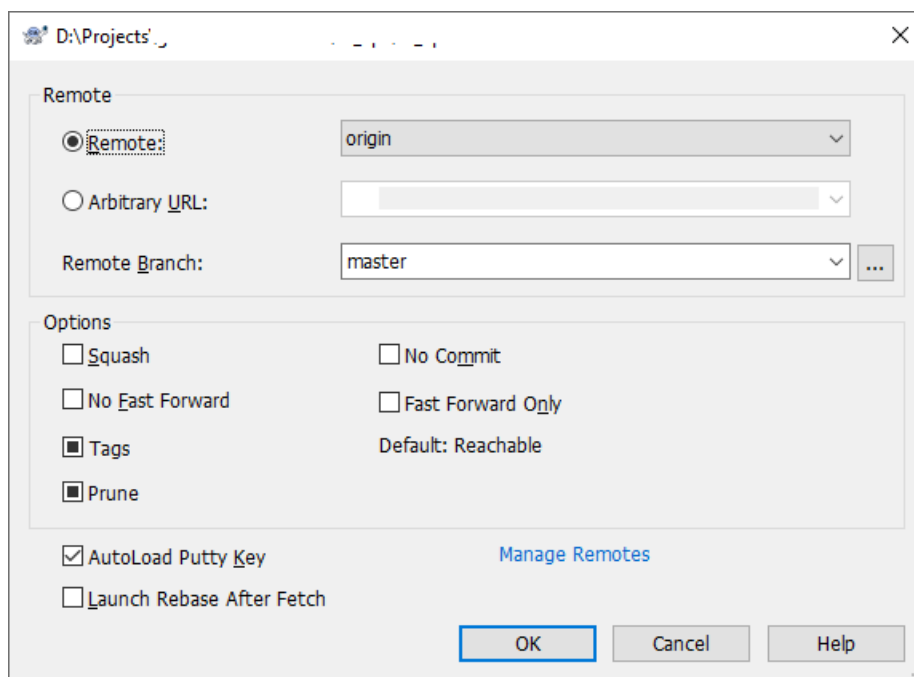 D:\Projects\
Remote
Remote: origin
Arbitrary URL:
Remote Branch: master ...
Options
Squash No Commit
No Fast Forward Fast Forward Only
Tags Default: Reachable
Prune
AutoLoad Putty Key Manage Remotes
Launch Rebase After Fetch
OK Cancel Help